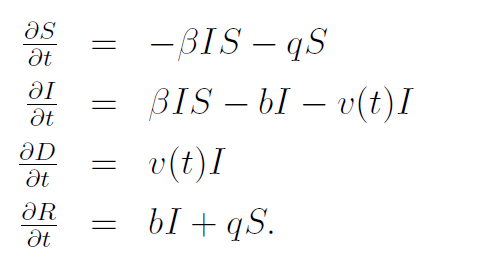 ∂S/∂t = −βIS − qS
∂I/∂t = βIS − bI − v(t)I
∂D/∂t = v(t)I
∂R/∂t = bI + qS.